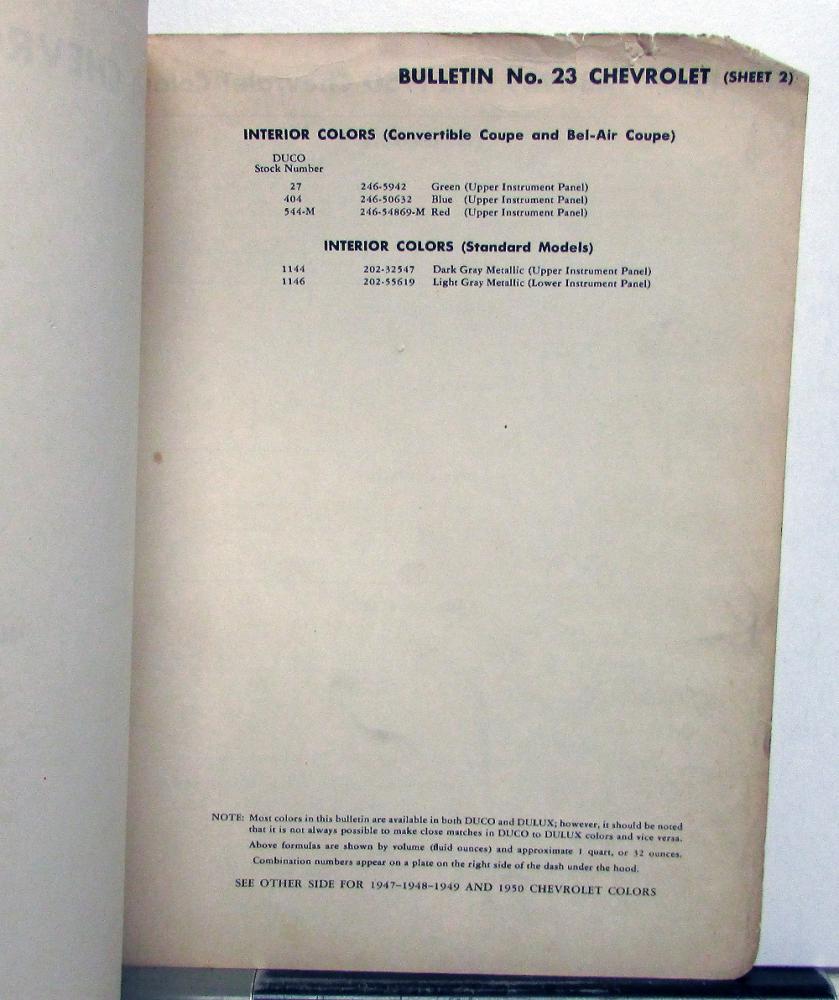 BULLETIN No. 23 CHEVROLET (SHEET 2)
INTERIOR COLORS (Convertible Coupe and Bel-Air Coupe)
DUCO
Stock Number
27 246-5942 Green (Upper Instrument Panel)
404 246-50632 Blue (Upper Instrument Panel)
544-M 246-54869-M Red (Upper Instrument Panel)
INTERIOR COLORS (Standard Models)
1144 202-32547 Dark Gray Metallic (Upper Instrument Panel)
1146 202-55619 Light Gray Metallic (Lower Instrument Panel)
NOTE: Most colors in this bulletin are available in both DUCO and DULUX; however, it should be noted
that it is not always possible to make close matches in DUCO to DULUX colors and vice versa.
Above formulas are shown by volume (fluid ounces) and approximate 1 quart, or 32 ounces.
Combination numbers appear on a plate on the right side of the dash under the hood.
SEE OTHER SIDE FOR 1947-1948-1949 AND 1950 CHEVROLET COLORS